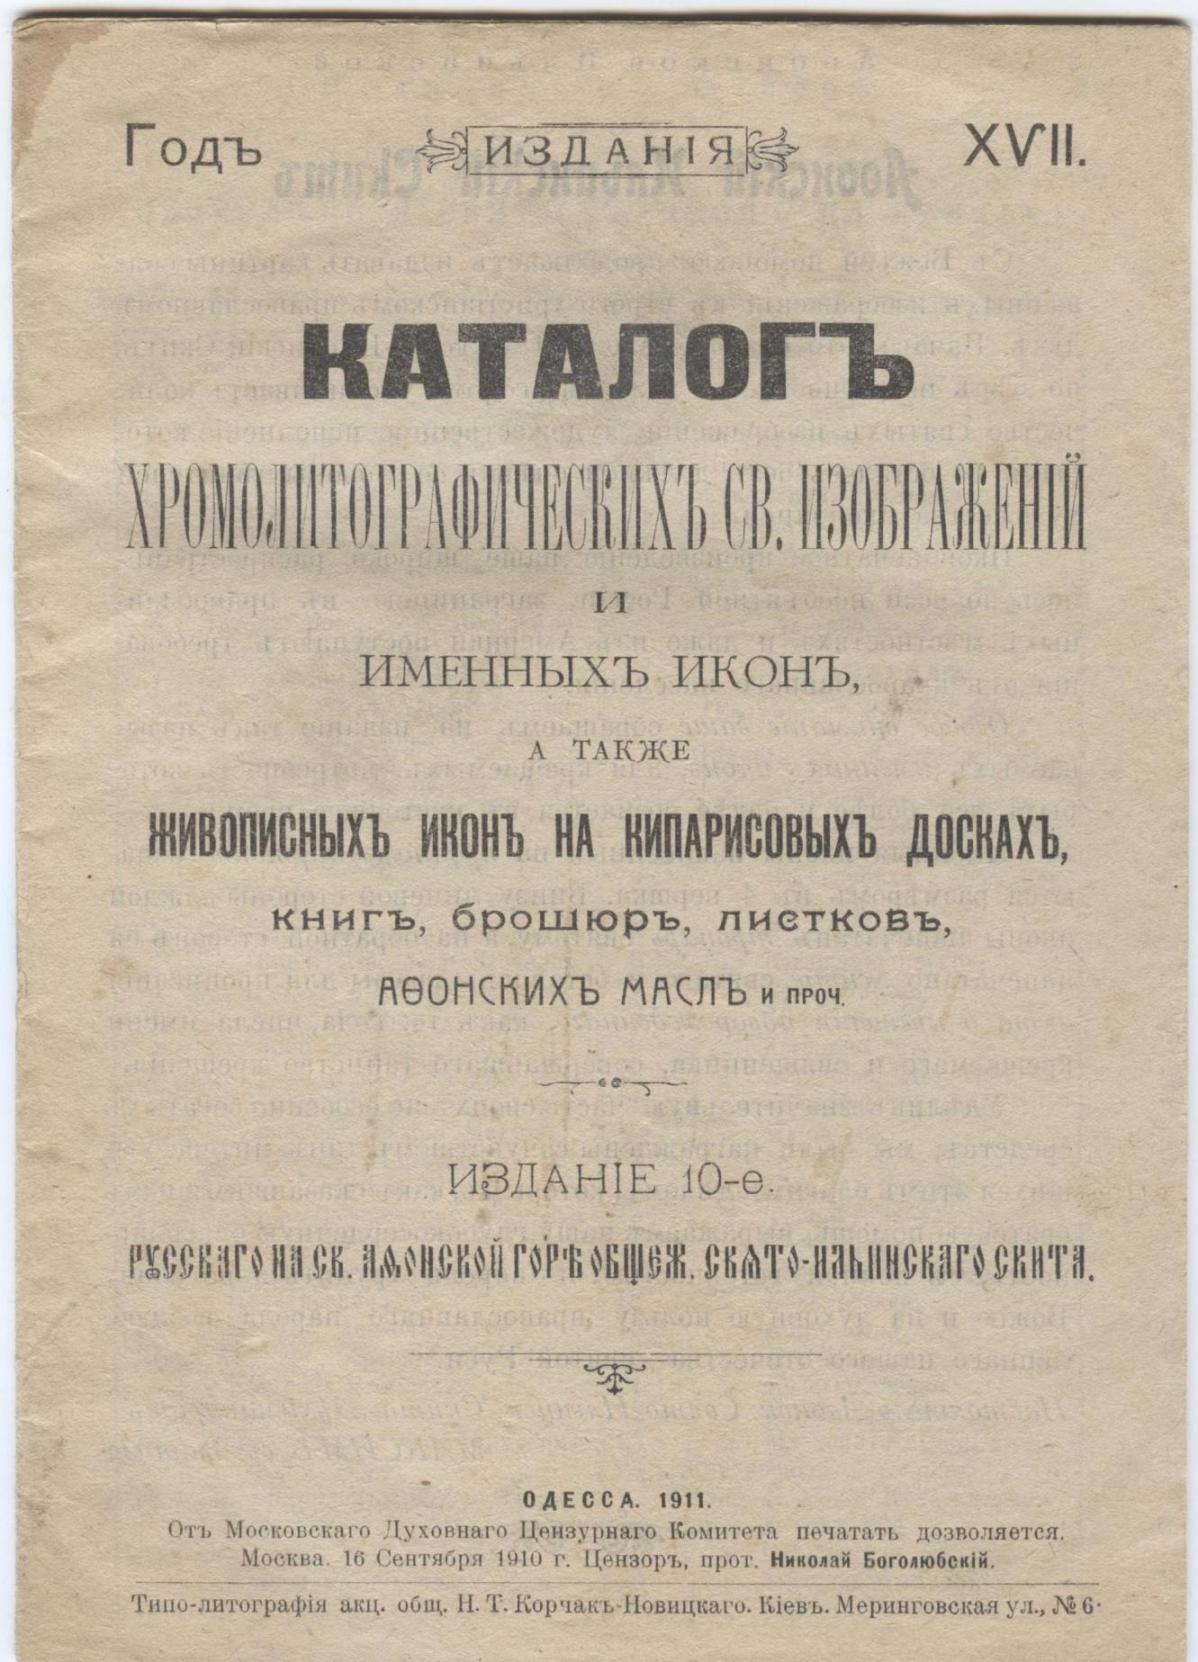 Годъ ИЗДАНІЯ XVII.
КАТАЛОГЪ
ХРОМОЛИТОГРАФИЧЕСКИХЪ СВ. ИЗОБРАЖЕНІЙ
И
ИМЕННЫХЪ ИКОНЪ,
А ТАКЖЕ
ЖИВОПИСНЫХЪ ИКОНЪ НА КИПАРИСОВЫХЪ ДОСКАХЪ,
книгъ, брошюръ, листковъ,
АѲОНСКИХЪ МАСЛЪ и проч.
ИЗДАНІЕ 10-е.
РУССКАГО НА СВ. АѲОНСКОЙ ГОРѢ ОБЩЕЖ. СВЯТО-ИЛЬИНСКАГО СКИТА.
ОДЕССА. 1911.
Отъ Московскаго Духовнаго Цензурнаго Комитета печатать дозволяется.
Москва. 16 Сентября 1910 г. Цензоръ, прот. Николай Боголюбскій.
Типо-литографія акц. общ. Н. Т. Корчакъ-Новицкаго. Кіевъ. Меринговская ул., № 6.